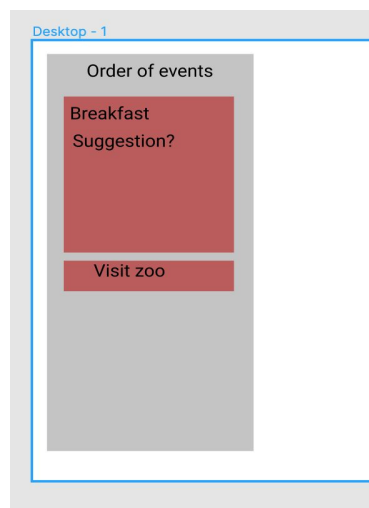 Desktop - 1
Order of events
Breakfast
Suggestion?
Visit zoo